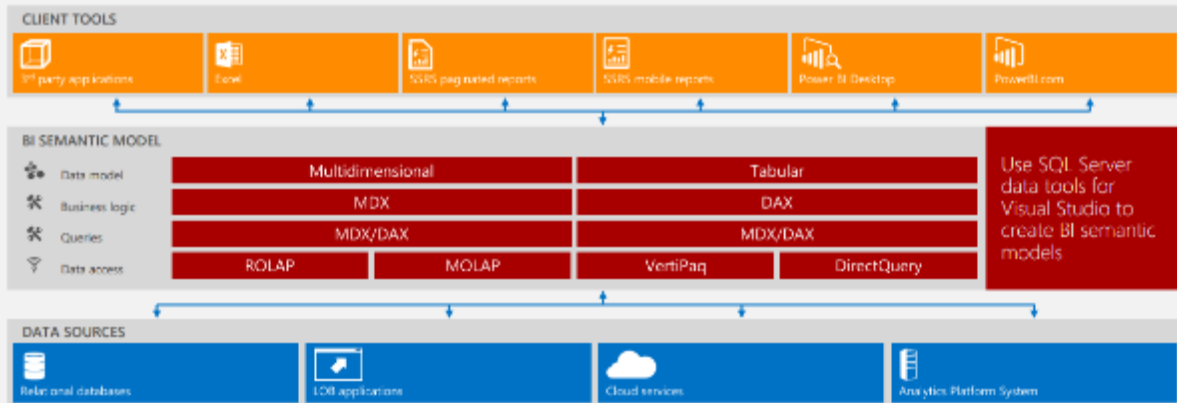 CLIENT TOOLS
3rd party applications
Excel
SSRS paginated reports
SSRS mobile reports
Power BI Desktop
PowerBI.com
BI SEMANTIC MODEL
Data model
Multidimensional
Tabular
Business logic
MDX
DAX
Queries
MDX/DAX
MDX/DAX
Data access
ROLAP
MOLAP
VertiPaq
DirectQuery
Use SQL Server
data tools for
Visual Studio to
create BI semantic
models
DATA SOURCES
Relational databases
LOB applications
Cloud services
Analytics Platform System